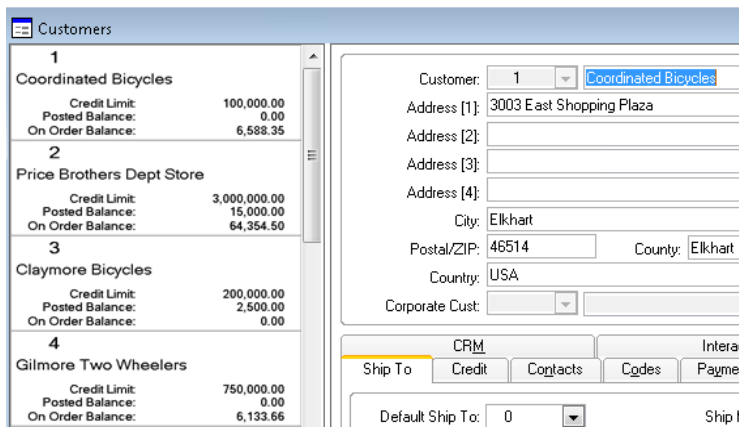 Customers
1
Coordinated Bicycles
Credit Limit: 100,000.00
Posted Balance: 0.00
On Order Balance: 6,588.35
2
Price Brothers Dept Store
Credit Limit: 3,000,000.00
Posted Balance: 15,000.00
On Order Balance: 64,354.50
3
Claymore Bicycles
Credit Limit: 200,000.00
Posted Balance: 2,500.00
On Order Balance: 0.00
4
Gilmore Two Wheelers
Credit Limit: 750,000.00
Posted Balance: 0.00
On Order Balance: 6,133.66
Customer: 1 Coordinated Bicycles
Address [1]: 3003 East Shopping Plaza
Address [2]:
Address [3]:
Address [4]:
City: Elkhart
Postal/ZIP: 46514 County: Elkhart
Country: USA
Corporate Cust:
CRM
Ship To Credit Contacts Codes
Default Ship To: 0 Ship